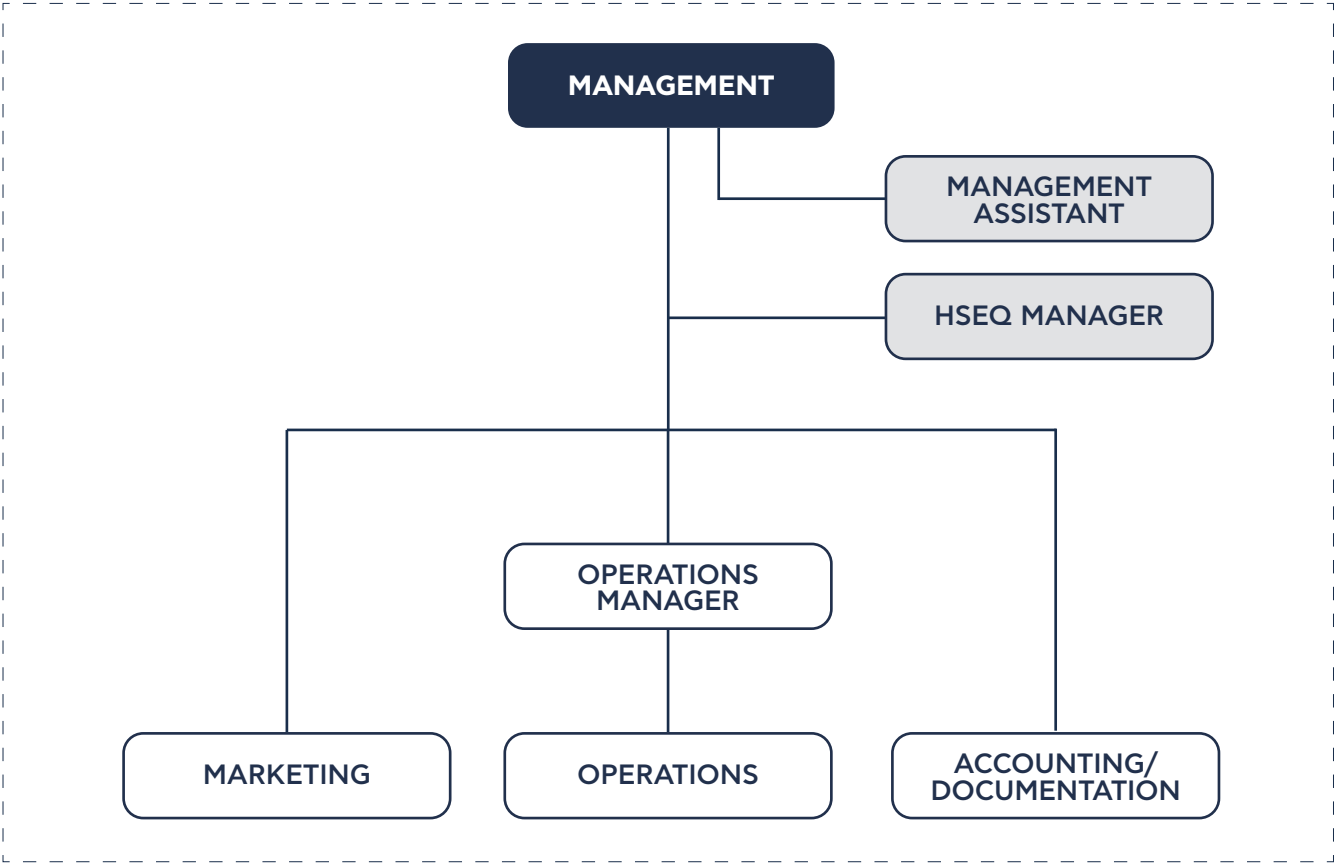 MANAGEMENT
MANAGEMENT
ASSISTANT
HSEQ MANAGER
OPERATIONS
MANAGER
MARKETING
OPERATIONS
ACCOUNTING/
DOCUMENTATION